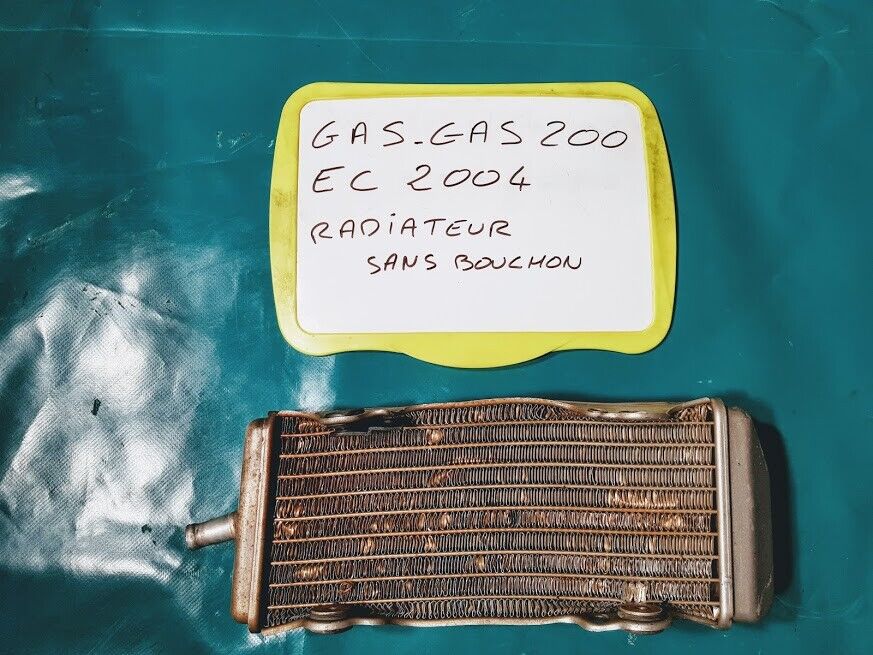 GAS-GAS 200
EC 2004
RADiATEUR
SANS BOUCHON